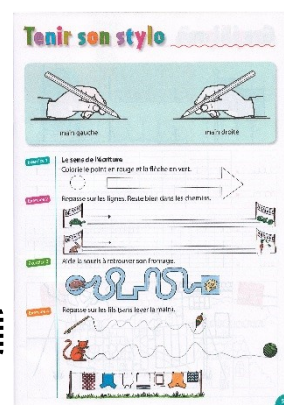 Tenir son stylo
main gauche
main droite
Le sens de l'écriture
Colorie le point en rouge et la flèche en vert.
Repasse sur les lignes. Reste bien dans les chemins.
Aide la souris à retrouver son fromage.
Repasse sur les fils (sans lever la main).